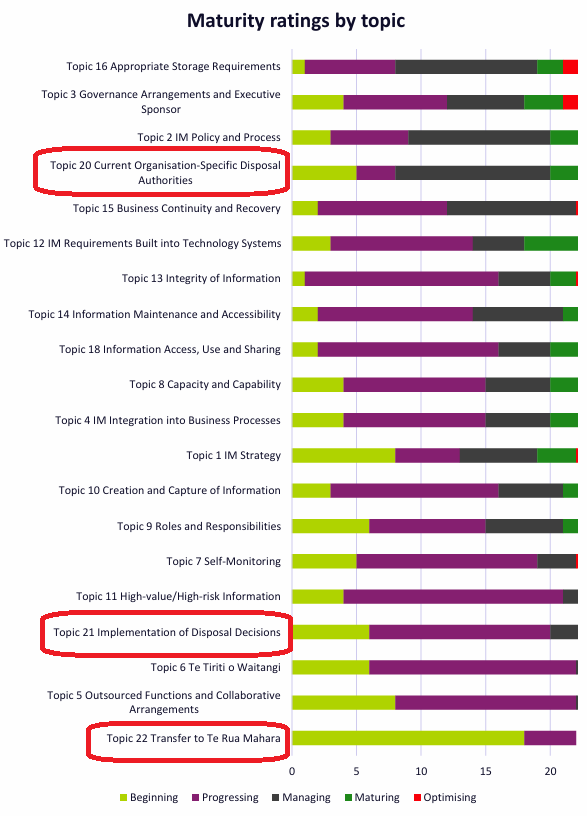 Maturity ratings by topic
Topic 16 Appropriate Storage Requirements
Topic 3 Governance Arrangements and Executive
Sponsor
Topic 2 IM Policy and Process
Topic 20 Current Organisation-Specific Disposal
Authorities
Topic 15 Business Continuity and Recovery
Topic 12 IM Requirements Built into Technology Systems
Topic 13 Integrity of Information
Topic 14 Information Maintenance and Accessibility
Topic 18 Information Access, Use and Sharing
Topic 8 Capacity and Capability
Topic 4 IM Integration into Business Processes
Topic 1 IM Strategy
Topic 10 Creation and Capture of Information
Topic 9 Roles and Responsibilities
Topic 7 Self-Monitoring
Topic 11 High-value/High-risk Information
Topic 21 Implementation of Disposal Decisions
Topic 6 Te Tiriti o Waitangi
Topic 5 Outsourced Functions and Collaborative
Arrangements
Topic 22 Transfer to Te Rua Mahara
0 5 10 15 20
Beginning Progressing Managing Maturing Optimising